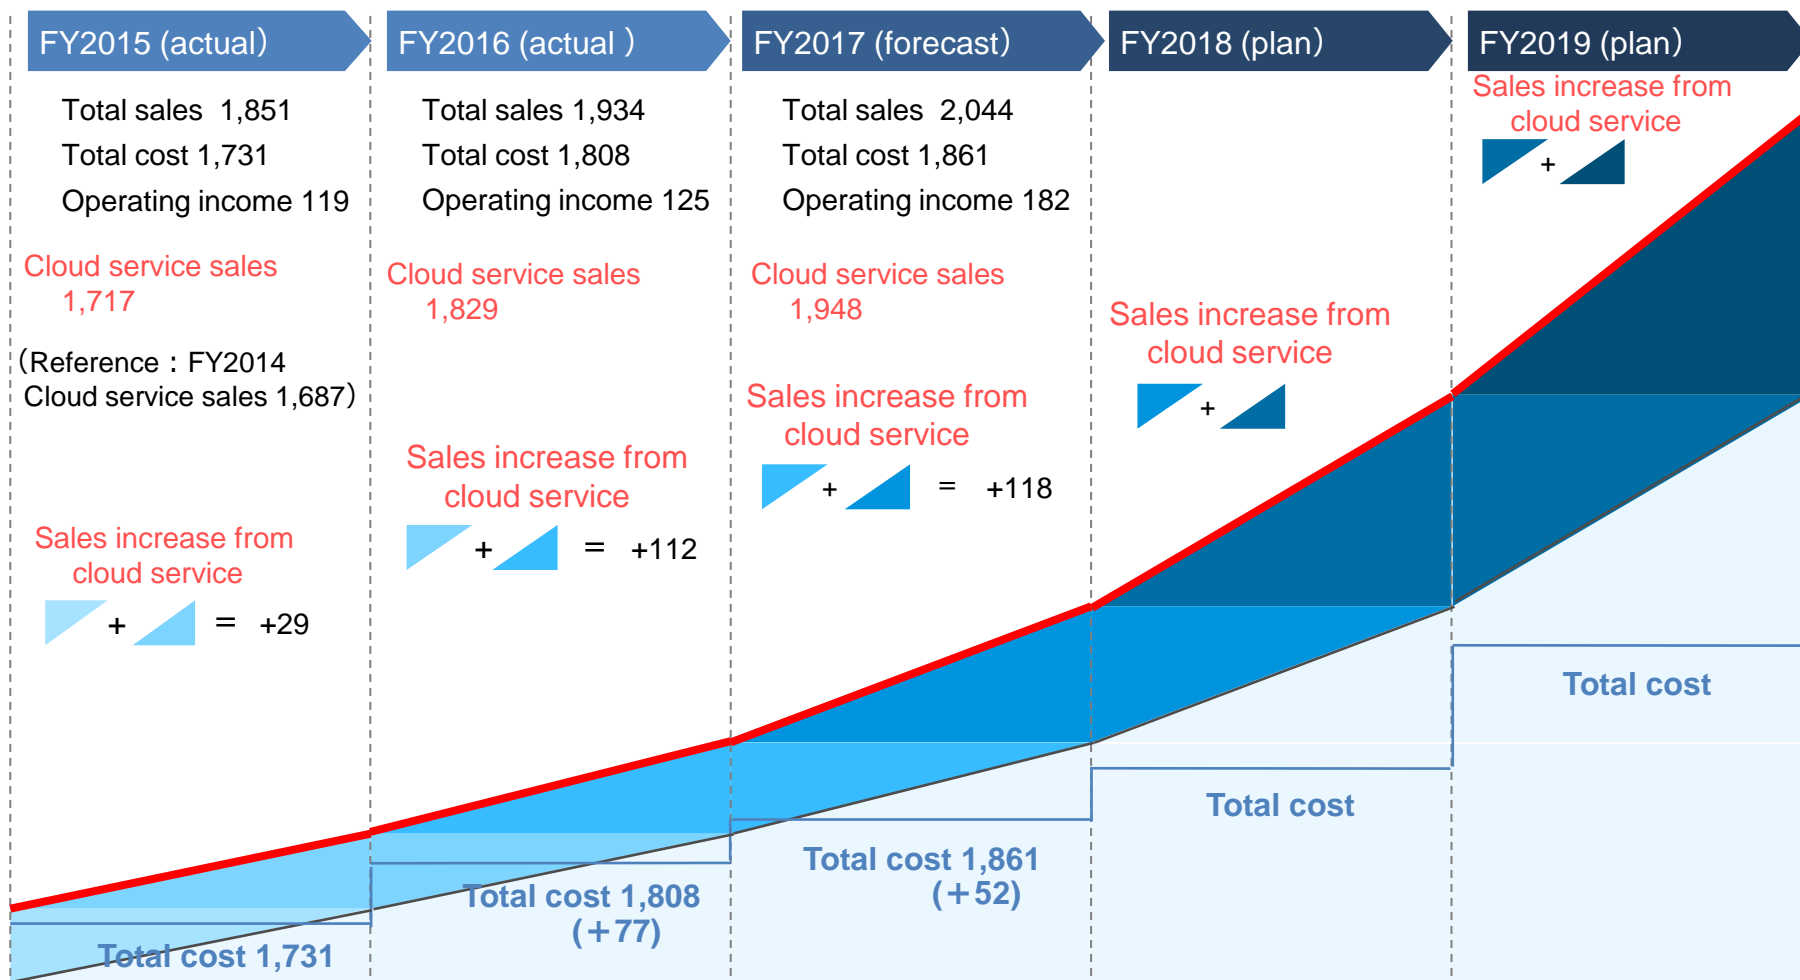 FY2015 (actual)
Total sales 1,851
Total cost 1,731
Operating income 119
Cloud service sales
1,717
(Reference：FY2014
Cloud service sales 1,687)
Sales increase from
cloud service
+ = +29
Total cost 1,731
FY2016 (actual )
Total sales 1,934
Total cost 1,808
Operating income 125
Cloud service sales
1,829
Sales increase from
cloud service
+ = +112
Total cost 1,808
(+77)
FY2017 (forecast)
Total sales 2,044
Total cost 1,861
Operating income 182
Cloud service sales
1,948
Sales increase from
cloud service
+ = +118
Total cost 1,861
(+52)
FY2018 (plan)
Sales increase from
cloud service
+
Total cost
FY2019 (plan)
Sales increase from
cloud service
+
Total cost